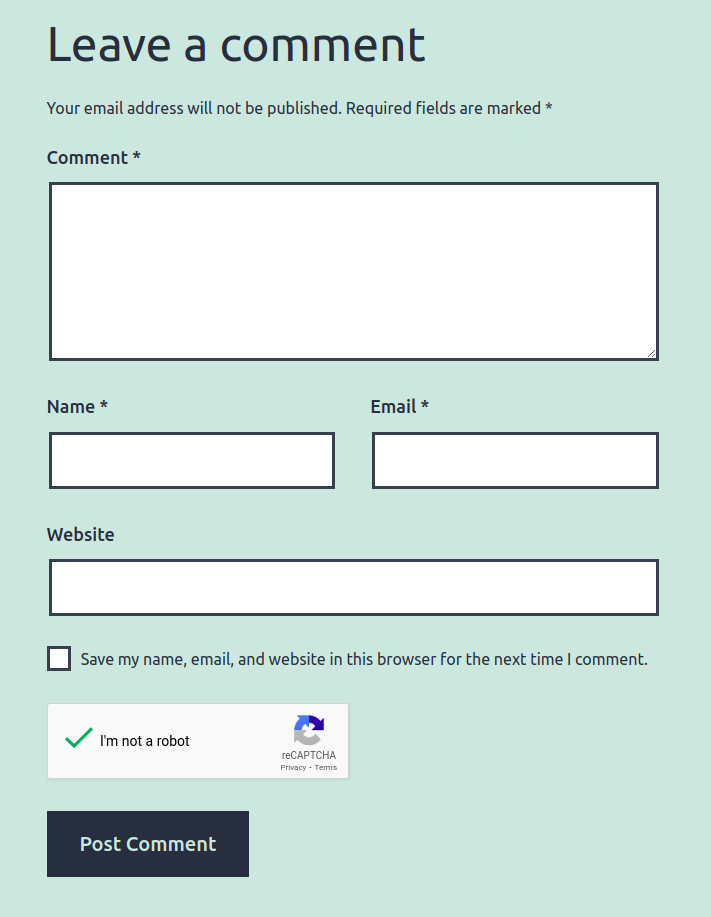 Leave a comment
Your email address will not be published. Required fields are marked *
Comment *
Name *
Email *
Website
Save my name, email, and website in this browser for the next time I comment.
I'm not a robot
reCAPTCHA
Privacy - Terms
Post Comment